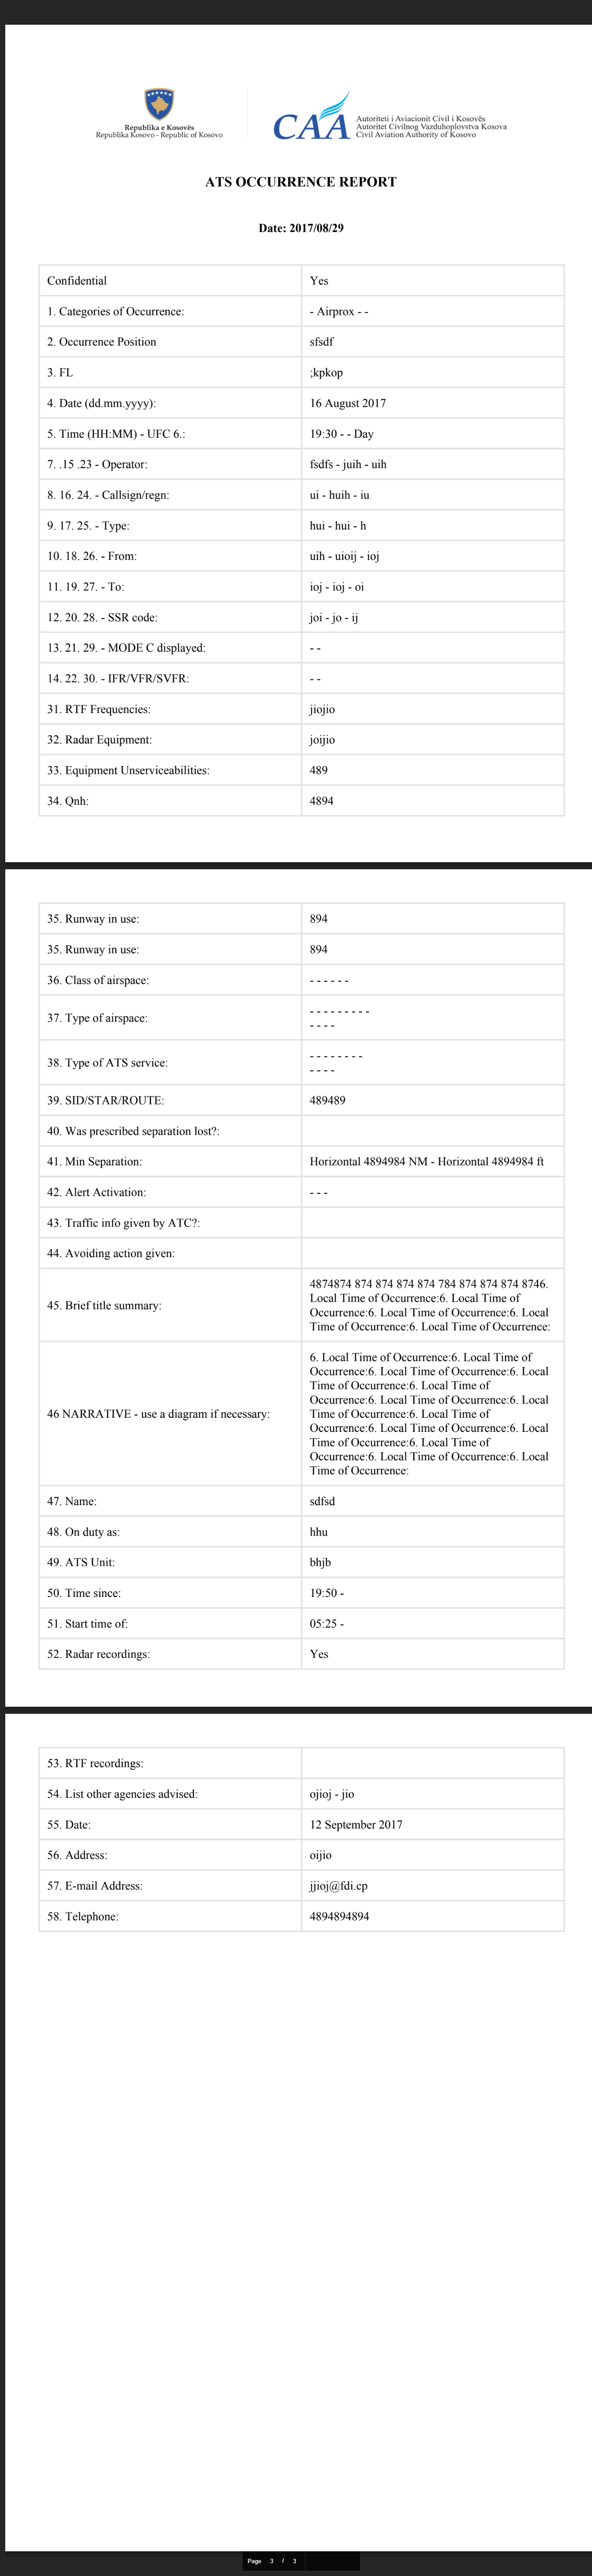 Republika e Kosovës
Republika Kosovo - Republic of Kosovo
CAA
Autoriteti i Aviacionit Civil i Kosovës
Autoritet Civilnog Vazduhoplovstva Kosova
Civil Aviation Authority of Kosovo
ATS OCCURRENCE REPORT
Date: 2017/08/29
Confidential Yes
1. Categories of Occurrence: - Airprox - -
2. Occurrence Position sfsdf
3. FL ;kpkop
4. Date (dd.mm.yyyy): 16 August 2017
5. Time (HH:MM) - UFC 6.: 19:30 - - Day
7. .15 .23 - Operator: fsdfs - juih - uih
8. 16. 24. - Callsign/regn: ui - huih - iu
9. 17. 25. - Type: hui - hui - h
10. 18. 26. - From: uih - uioij - ioj
11. 19. 27. - To: ioj - ioj - oi
12. 20. 28. - SSR code: joi - jo - ij
13. 21. 29. - MODE C displayed: - -
14. 22. 30. - IFR/VFR/SVFR: - -
31. RTF Frequencies: jiojio
32. Radar Equipment: joijio
33. Equipment Unserviceabilities: 489
34. Qnh: 4894
35. Runway in use: 894
35. Runway in use: 894
36. Class of airspace: - - - - - -
37. Type of airspace: - - - - - - - - -
- - - -
38. Type of ATS service: - - - - - - - -
- - - -
39. SID/STAR/ROUTE: 489489
40. Was prescribed separation lost?:
41. Min Separation: Horizontal 4894984 NM - Horizontal 4894984 ft
42. Alert Activation: - - -
43. Traffic info given by ATC?:
44. Avoiding action given:
45. Brief title summary:
4874874 874 874 874 874 784 874 874 874 8746.
Local Time of Occurrence:6. Local Time of
Occurrence:6. Local Time of Occurrence:6. Local
Time of Occurrence:6. Local Time of Occurrence:
46 NARRATIVE - use a diagram if necessary:
6. Local Time of Occurrence:6. Local Time of
Occurrence:6. Local Time of Occurrence:6. Local
Time of Occurrence:6. Local Time of
Occurrence:6. Local Time of Occurrence:6. Local
Time of Occurrence:6. Local Time of
Occurrence:6. Local Time of Occurrence:6. Local
Time of Occurrence:6. Local Time of
Occurrence:6. Local Time of Occurrence:6. Local
Time of Occurrence:
47. Name: sdfsd
48. On duty as: hhu
49. ATS Unit: bhjb
50. Time since: 19:50 -
51. Start time of: 05:25 -
52. Radar recordings: Yes
53. RTF recordings:
54. List other agencies advised: ojioj - jio
55. Date: 12 September 2017
56. Address: oijio
57. E-mail Address: jjioj@fdi.cp
58. Telephone: 4894894894
Page 3 / 3